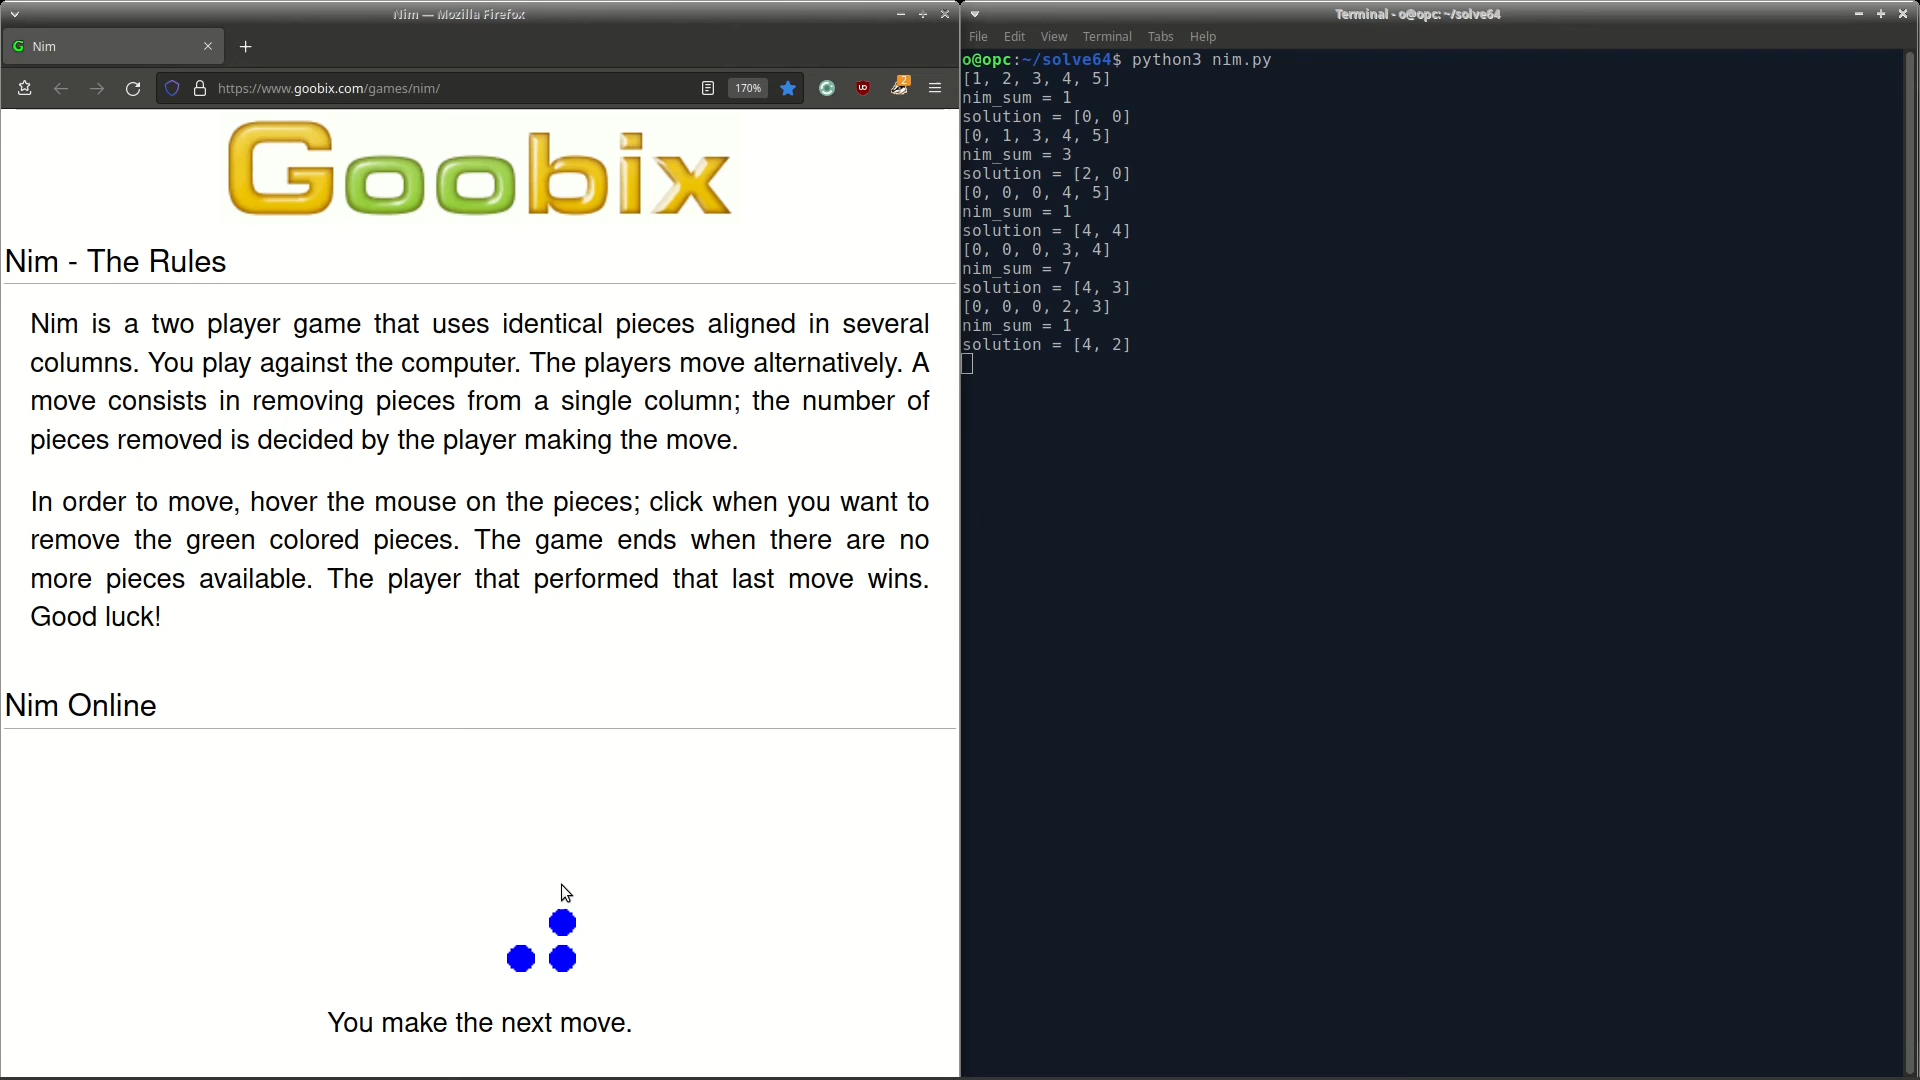 Nim — Mozilla Firefox
Nim
https://www.goobix.com/games/nim/
170%
2
Goobix
Nim - The Rules
Nim is a two player game that uses identical pieces aligned in several
columns. You play against the computer. The players move alternatively. A
move consists in removing pieces from a single column; the number of
pieces removed is decided by the player making the move.
In order to move, hover the mouse on the pieces; click when you want to
remove the green colored pieces. The game ends when there are no
more pieces available. The player that performed that last move wins.
Good luck!
Nim Online
You make the next move.
Terminal - o@opc: ~/solve64
File Edit View Terminal Tabs Help
o@opc:~/solve64$ python3 nim.py
[1, 2, 3, 4, 5]
nim_sum = 1
solution = [0, 0]
[0, 1, 3, 4, 5]
nim_sum = 3
solution = [2, 0]
[0, 0, 0, 4, 5]
nim_sum = 1
solution = [4, 4]
[0, 0, 0, 3, 4]
nim_sum = 7
solution = [4, 3]
[0, 0, 0, 2, 3]
nim_sum = 1
solution = [4, 2]